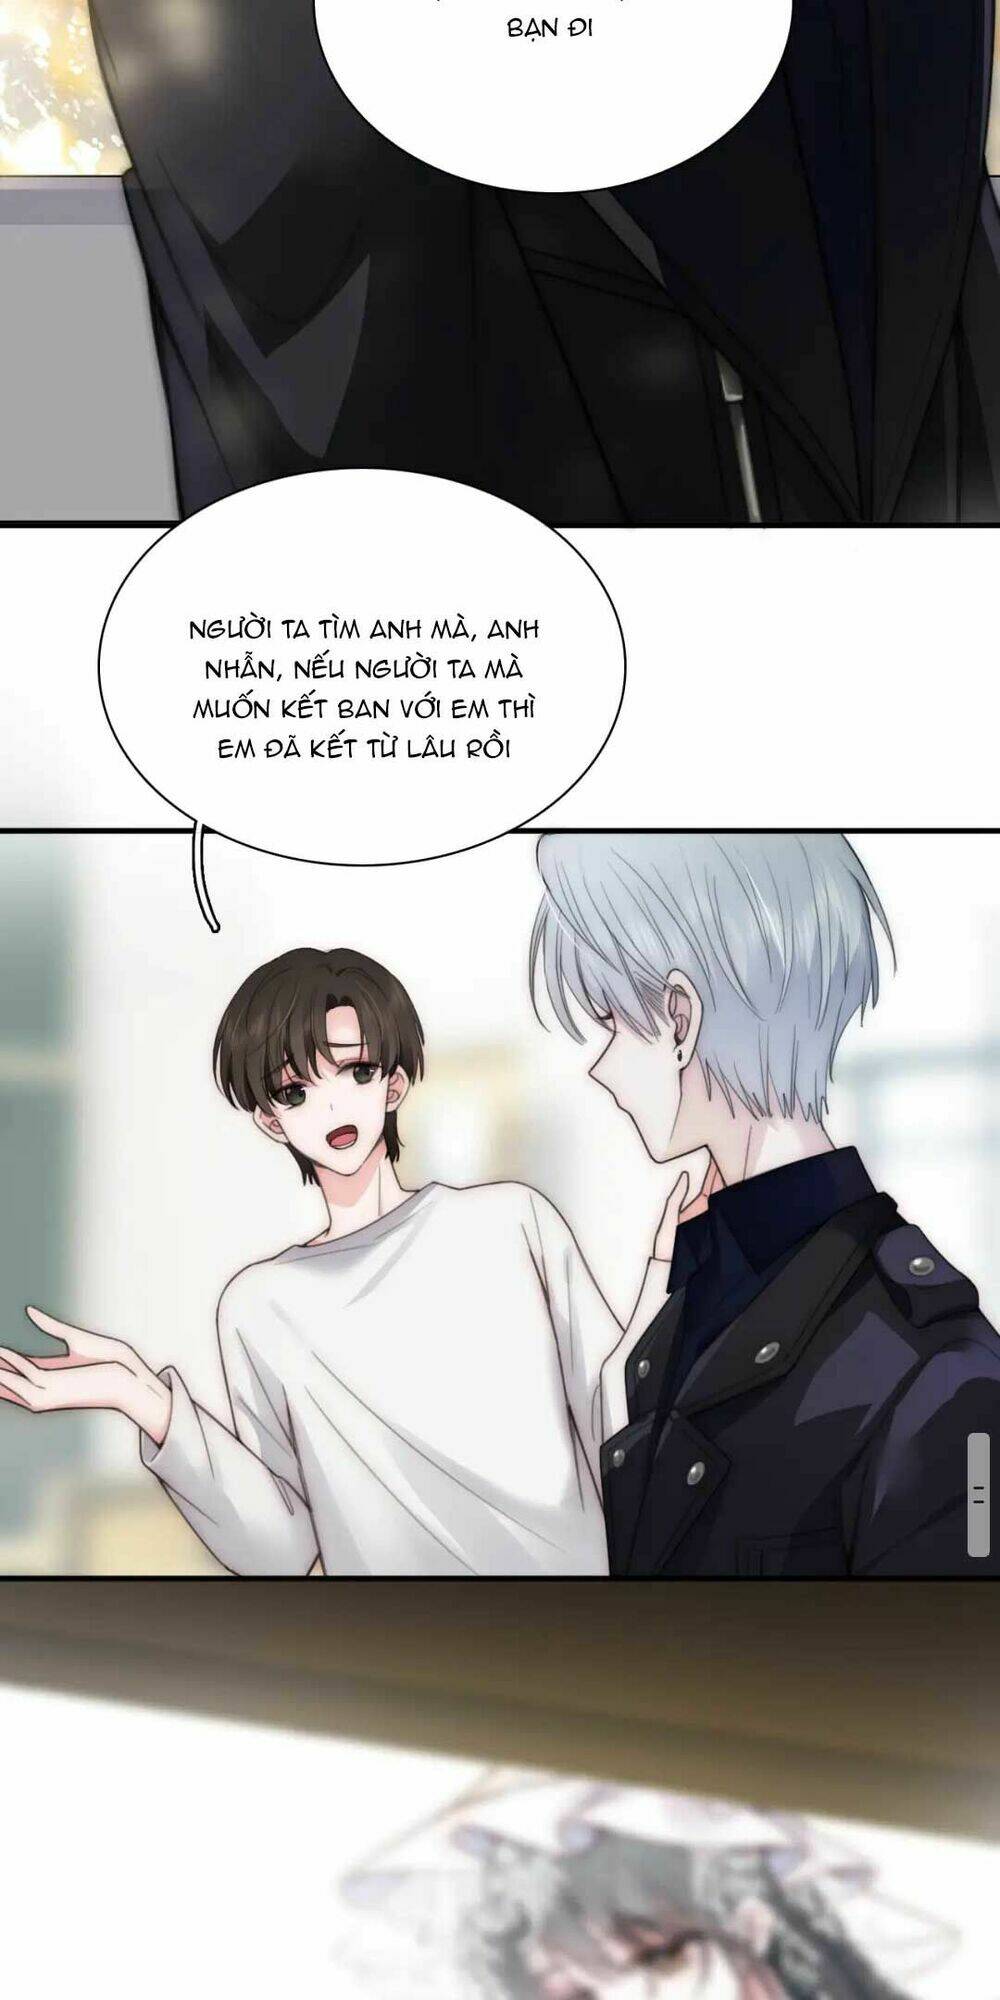 BẠN ĐI
NGƯỜI TA TÌM ANH MÀ, ANH
NHẪN, NẾU NGƯỜI TA MÀ
MUỐN KẾT BAN VỚI EM THÌ
EM ĐÃ KẾT TỪ LÂU RỒI